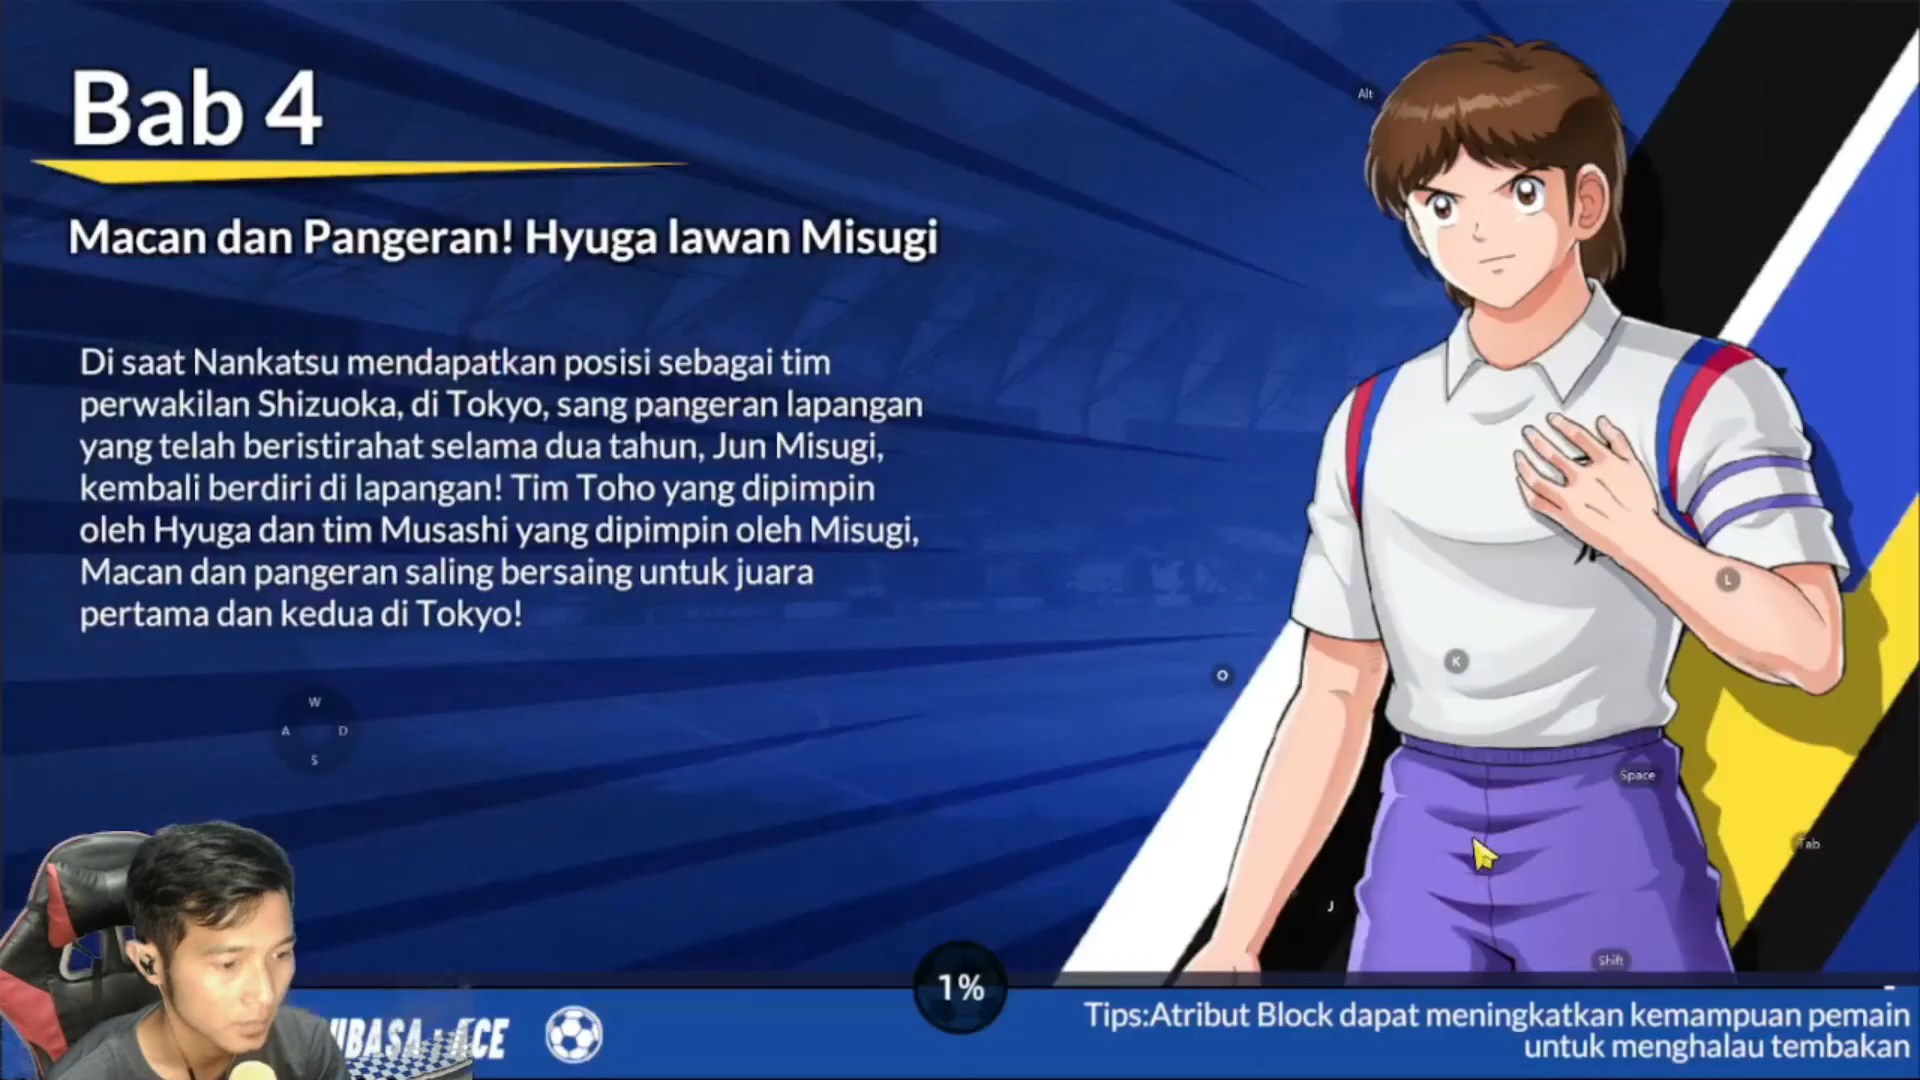 Bab 4
Macan dan Pangeran! Hyuga lawan Misugi
Di saat Nankatsu mendapatkan posisi sebagai tim
perwakilan Shizuoka, di Tokyo, sang pangeran lapangan
yang telah beristirahat selama dua tahun, Jun Misugi,
kembali berdiri di lapangan! Tim Toho yang dipimpin
oleh Hyuga dan tim Musashi yang dipimpin oleh Misugi,
Macan dan pangeran saling bersaing untuk juara
pertama dan kedua di Tokyo!
Alt
L
K
O
W
A D
S
Space
Tab
J
Shift
1%
UBASA: ACE
Tips:Atribut Block dapat meningkatkan kemampuan pemain
untuk menghalau tembakan